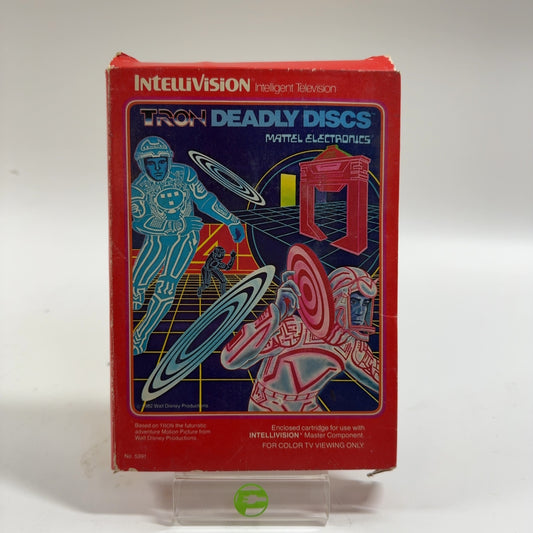 INTELLIVISION Intelligent Television
TRON DEADLY DISCS
MATTEL ELECTRONICS
© 1982 Walt Disney Productions
Based on TRON the futuristic
adventure Motion Picture from
Walt Disney Productions.
No. 5391
Enclosed cartridge for use with
INTELLIVISION® Master Component.
FOR COLOR TV VIEWING ONLY